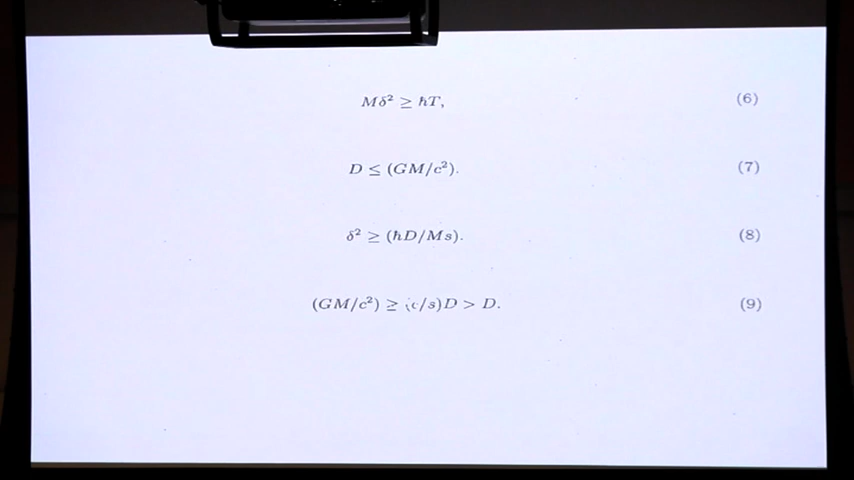 Mδ² ≥ ħT, (6)
D ≤ (GM/c²). (7)
δ² ≥ (ħD/Ms). (8)
(GM/c²) ≥ (c/s)D > D. (9)